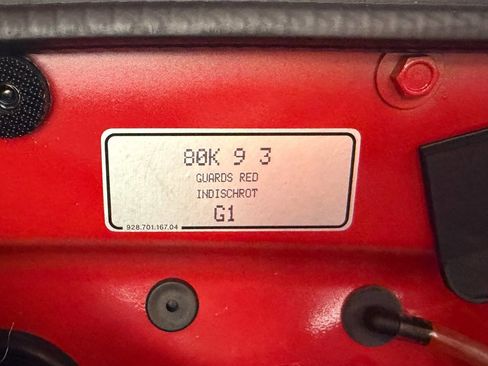 80K 9 3
GUARDS RED
INDISCHROT
G1
928.701.167.04